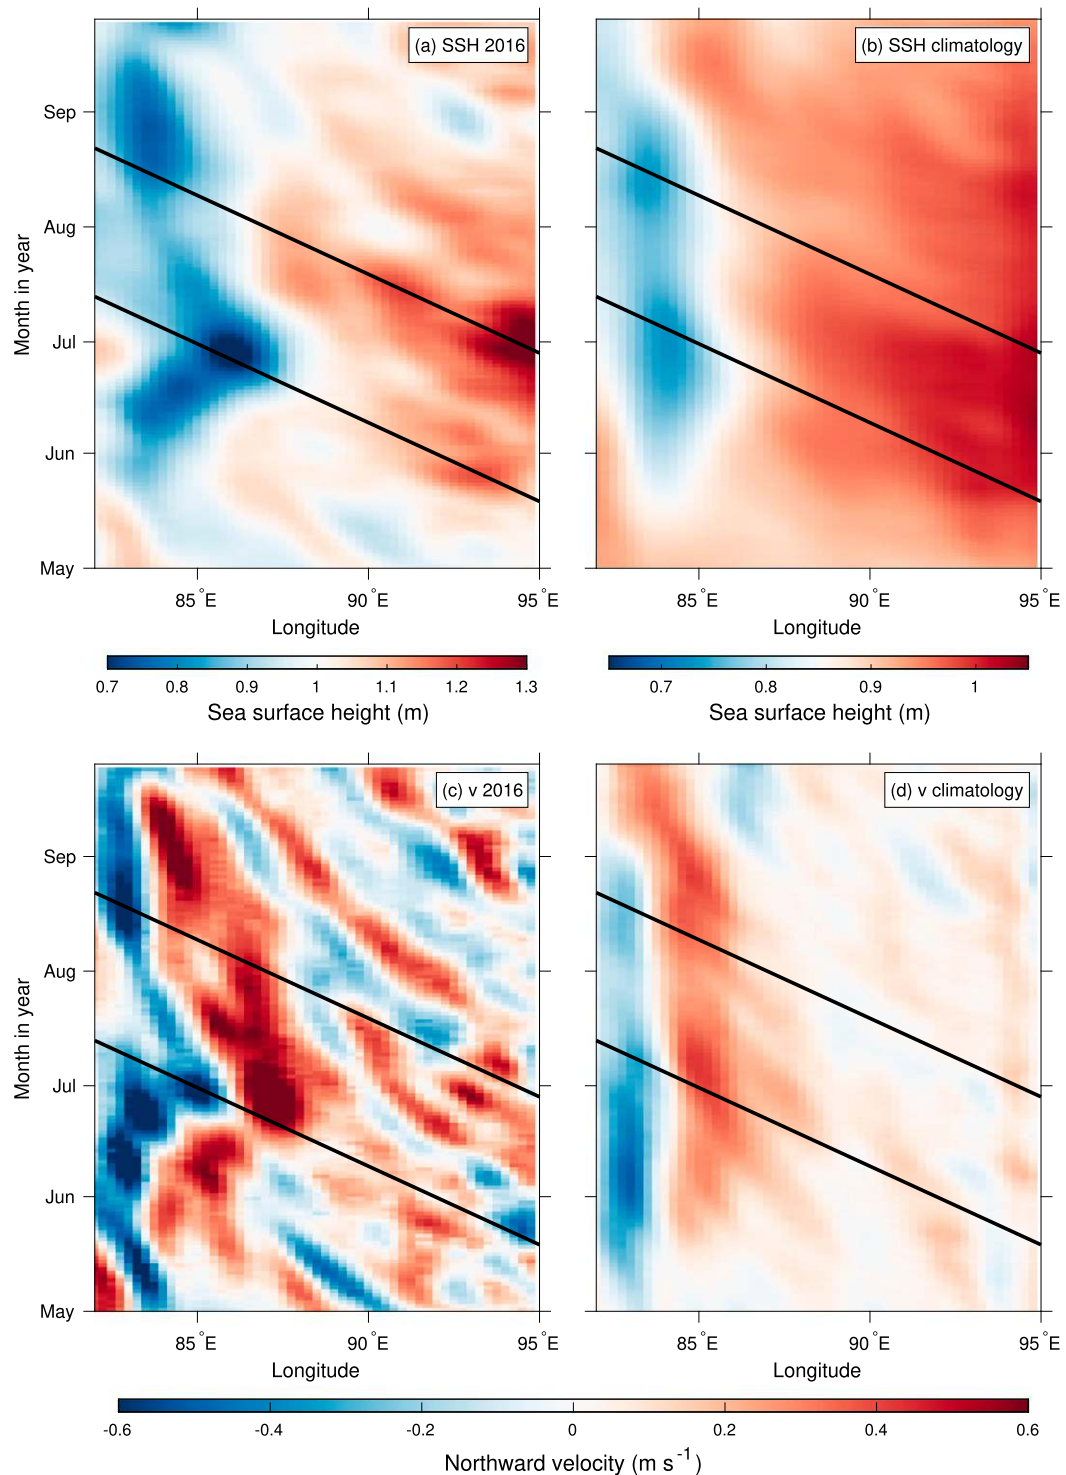 (a) SSH 2016
(b) SSH climatology
Sep
Aug
Jul
Jun
May
Month in year
85°E
90°E
95°E
85°E
90°E
95°E
Longitude
Longitude
0.7 0.8 0.9 1 1.1 1.2 1.3
0.7 0.8 0.9 1
Sea surface height (m)
Sea surface height (m)
(c) v 2016
(d) v climatology
Sep
Aug
Jul
Jun
May
Month in year
85°E
90°E
95°E
85°E
90°E
95°E
Longitude
Longitude
-0.6 -0.4 -0.2 0 0.2 0.4 0.6
Northward velocity (m s⁻¹)